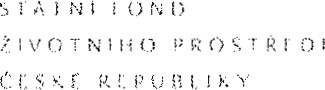 STÁTNÍ FOND
ŽIVOTNÍHO PROSTŘEDÍ
ČESKÉ REPUBLIKY